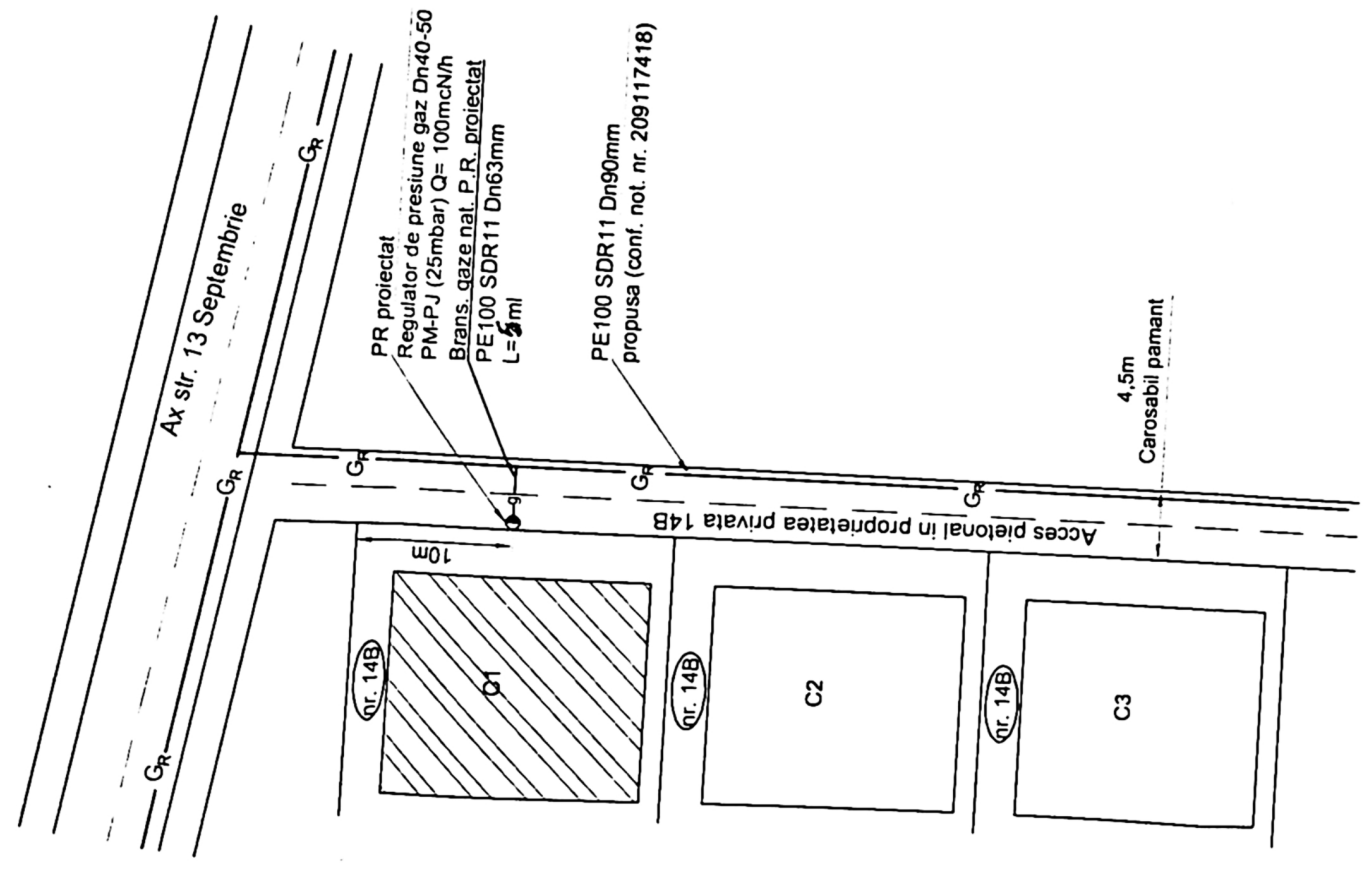 Ax str. 13 Septembrie
GR
GR
GR
PR proiectat
Regulator de presiune gaz Dn40-50
PM-PJ (25mbar) Q= 100mcN/h
Brans. gaze nat. P.R. proiectat
PE100 SDR11 Dn63mm
L=5ml
PE100 SDR11 Dn90mm
propusa (conf. not. nr. 209117418)
GR
g
GR
GR
10m
Acces pietonal in proprietatea privata 14B
4,5m
Carosabil pamant
nr. 14B
C1
nr. 14B
C2
nr. 14B
C3